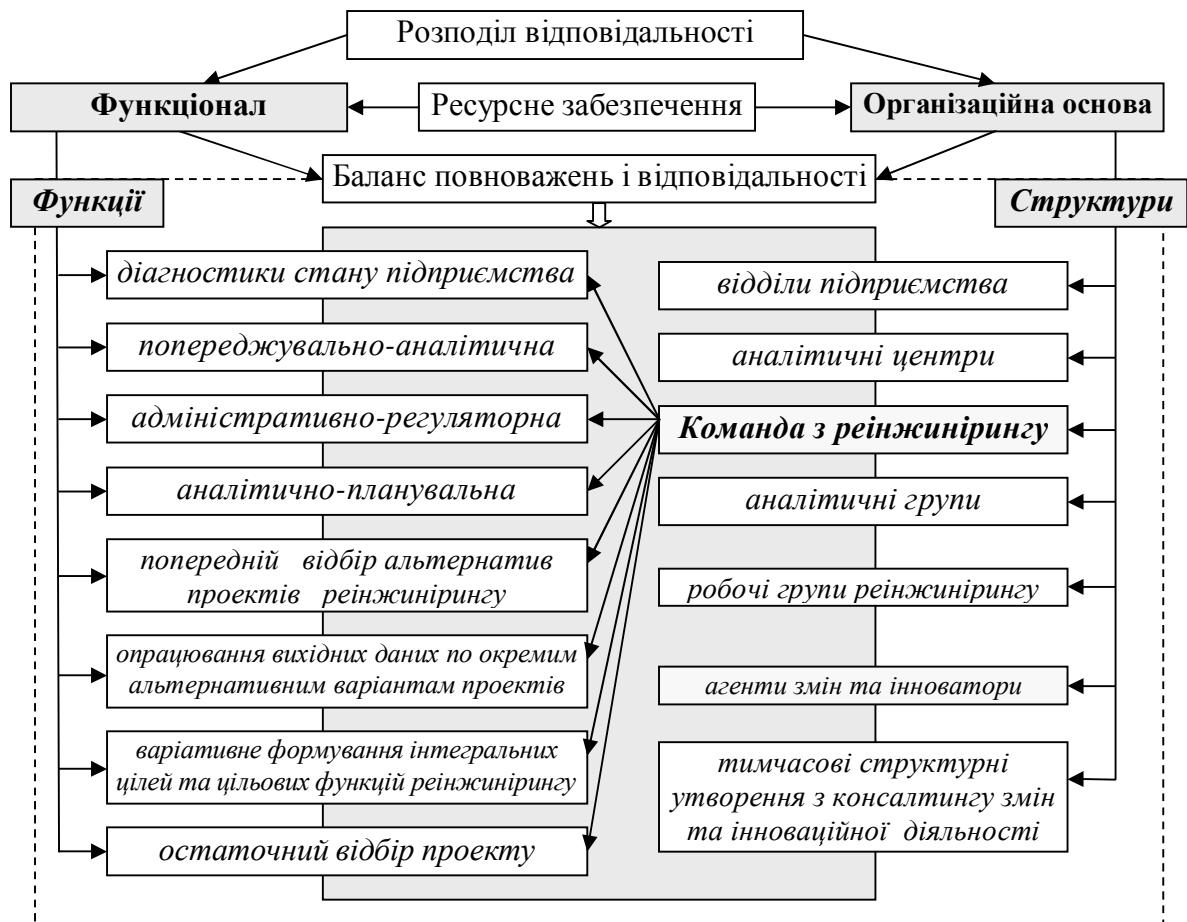 Розподіл відповідальності
Функціонал
Ресурсне забезпечення
Організаційна основа
Баланс повноважень і відповідальності
Функції
Структури
діагностики стану підприємства
попереджувально-аналітична
адміністративно-регуляторна
аналітично-планувальна
попередній відбір альтернатив
проектів реінжинірингу
опрацювання вихідних даних по окремим
альтернативним варіантам проектів
варіативне формування інтегральних
цілей та цільових функцій реінжинірингу
остаточний відбір проекту
відділи підприємства
аналітичні центри
Команда з реінжинірингу
аналітичні групи
робочі групи реінжинірингу
агенти змін та інноватори
тимчасові структурні
утворення з консалтингу змін
та інноваційної діяльності